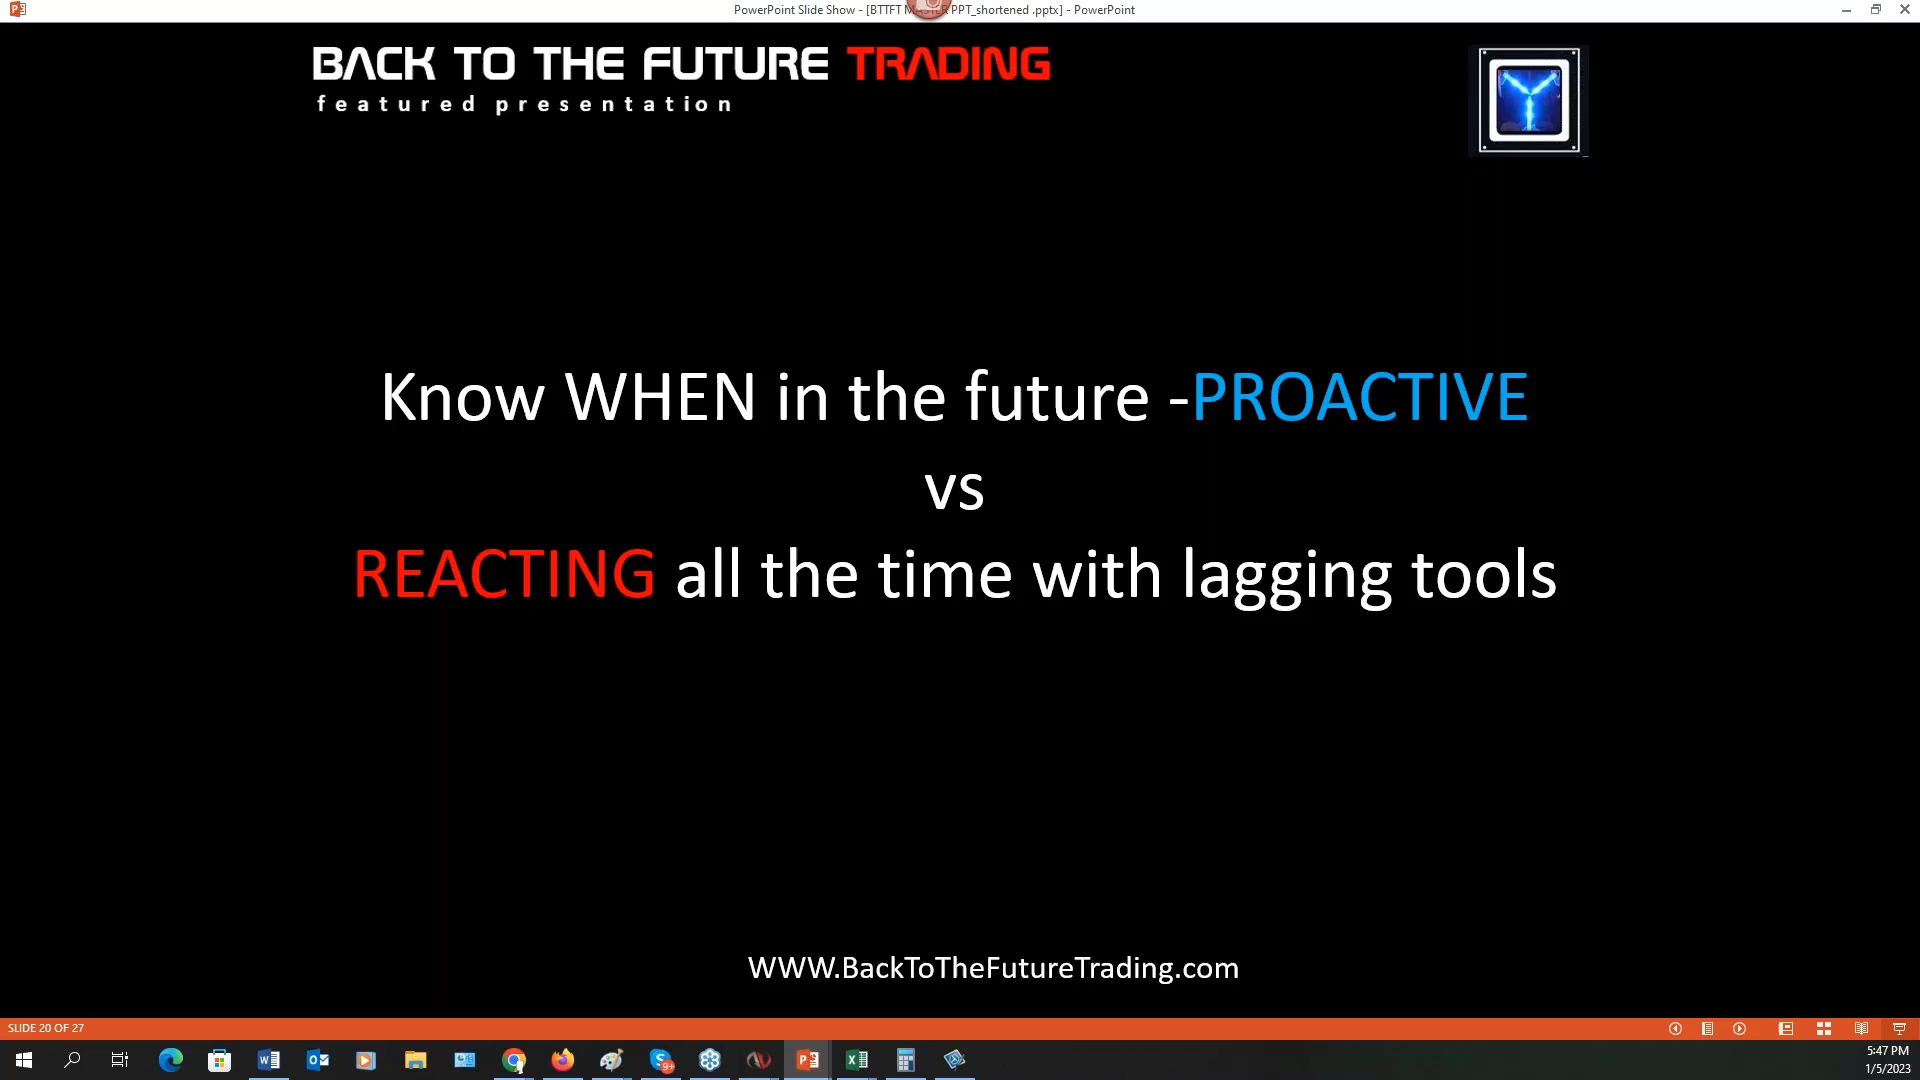 PowerPoint Slide Show - [BTTFT MASTER PPT_shortened .pptx] - PowerPoint
BACK TO THE FUTURE TRADING
featured presentation
Know WHEN in the future -PROACTIVE
vs
REACTING all the time with lagging tools
WWW.BackToTheFutureTrading.com
SLIDE 20 OF 27
9+
5:47 PM
1/5/2023